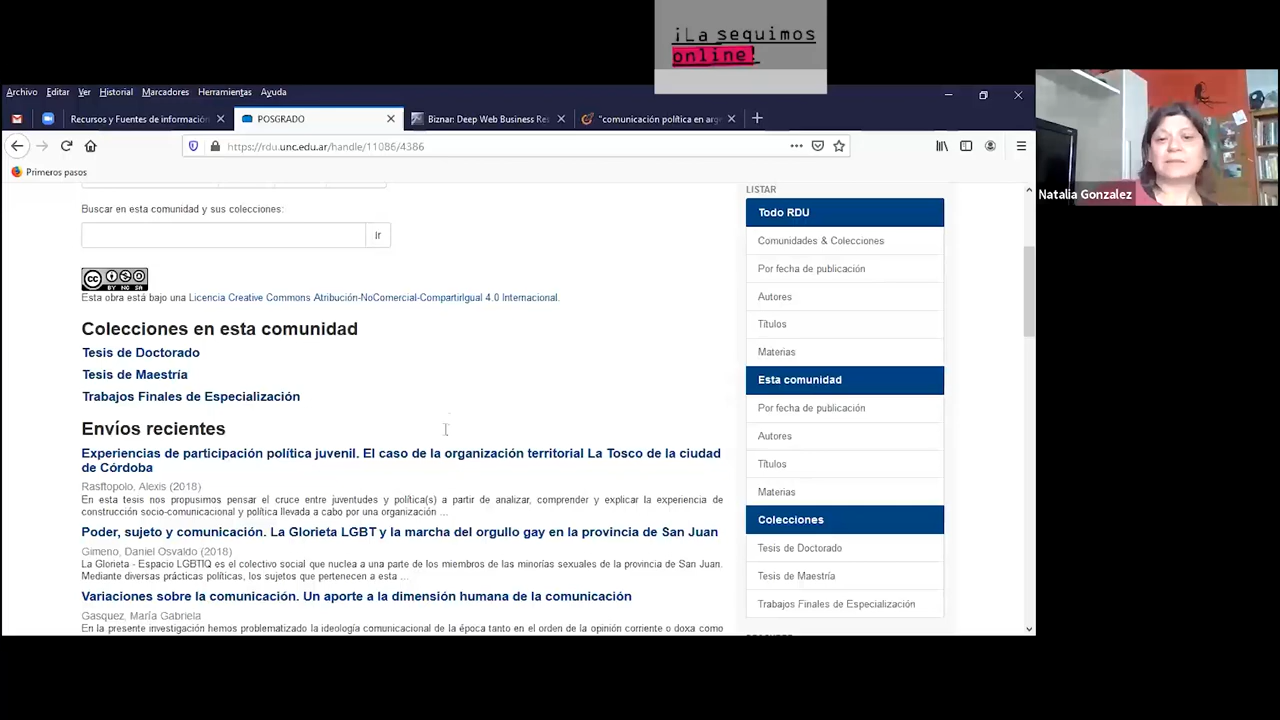 ¡La seguimos
online!
Archivo Editar Ver Historial Marcadores Herramientas Ayuda
Recursos y Fuentes de información
POSGRADO
Biznar: Deep Web Business Res
"comunicación política en arge
https://rdu.unc.edu.ar/handle/11086/4386
Primeros pasos
Natalia Gonzalez
Buscar en esta comunidad y sus colecciones:
Ir
CC BY NC SA
Esta obra está bajo una Licencia Creative Commons Atribución-NoComercial-CompartirIgual 4.0 Internacional.
Colecciones en esta comunidad
Tesis de Doctorado
Tesis de Maestría
Trabajos Finales de Especialización
Envíos recientes
Experiencias de participación política juvenil. El caso de la organización territorial La Tosco de la ciudad
de Córdoba
Rasftopolo, Alexis (2018)
En esta tesis nos propusimos pensar el cruce entre juventudes y política(s) a partir de analizar, comprender y explicar la experiencia de
construcción socio-comunicacional y política llevada a cabo por una organización ...
Poder, sujeto y comunicación. La Glorieta LGBT y la marcha del orgullo gay en la provincia de San Juan
Gimeno, Daniel Osvaldo (2018)
La Glorieta - Espacio LGBTIQ es el colectivo social que nuclea a una parte de los miembros de las minorías sexuales de la provincia de San Juan.
Mediante diversas prácticas políticas, los sujetos que pertenecen a esta ...
Variaciones sobre la comunicación. Un aporte a la dimensión humana de la comunicación
Gasquez, María Gabriela
En la presente investigación hemos problematizado la ideología comunicacional de la época tanto en el orden de la opinión corriente o doxa como
LISTAR
Todo RDU
Comunidades & Colecciones
Por fecha de publicación
Autores
Títulos
Materias
Esta comunidad
Por fecha de publicación
Autores
Títulos
Materias
Colecciones
Tesis de Doctorado
Tesis de Maestría
Trabajos Finales de Especialización